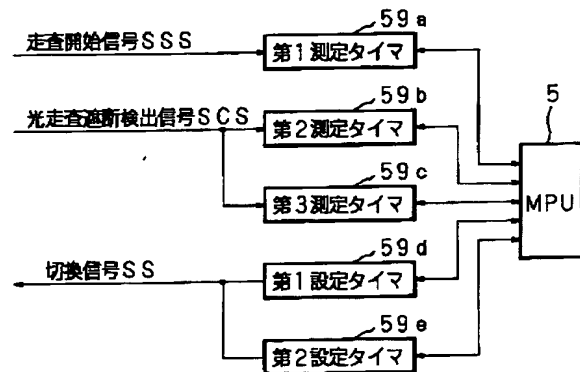 59a
走査開始信号SSS
第1測定タイマ
59b
光走査遮断検出信号SCS
第2測定タイマ
5
MPU
59c
第3測定タイマ
59d
切換信号SS
第1設定タイマ
59e
第2設定タイマ